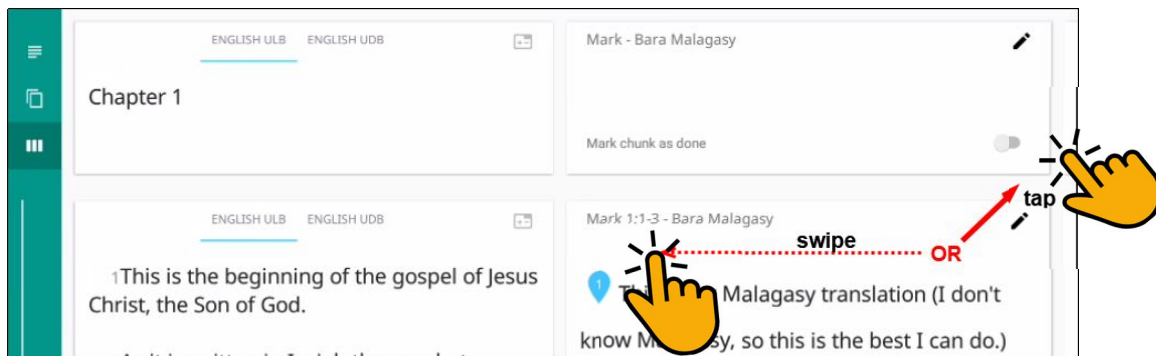 ENGLISH ULB ENGLISH UDB
Chapter 1
Mark - Bara Malagasy
Mark chunk as done
tap
ENGLISH ULB ENGLISH UDB
1This is the beginning of the gospel of Jesus
Christ, the Son of God.
Mark 1:1-3 - Bara Malagasy
swipe
OR
1
Malagasy translation (I don't
know so this is the best I can do.)